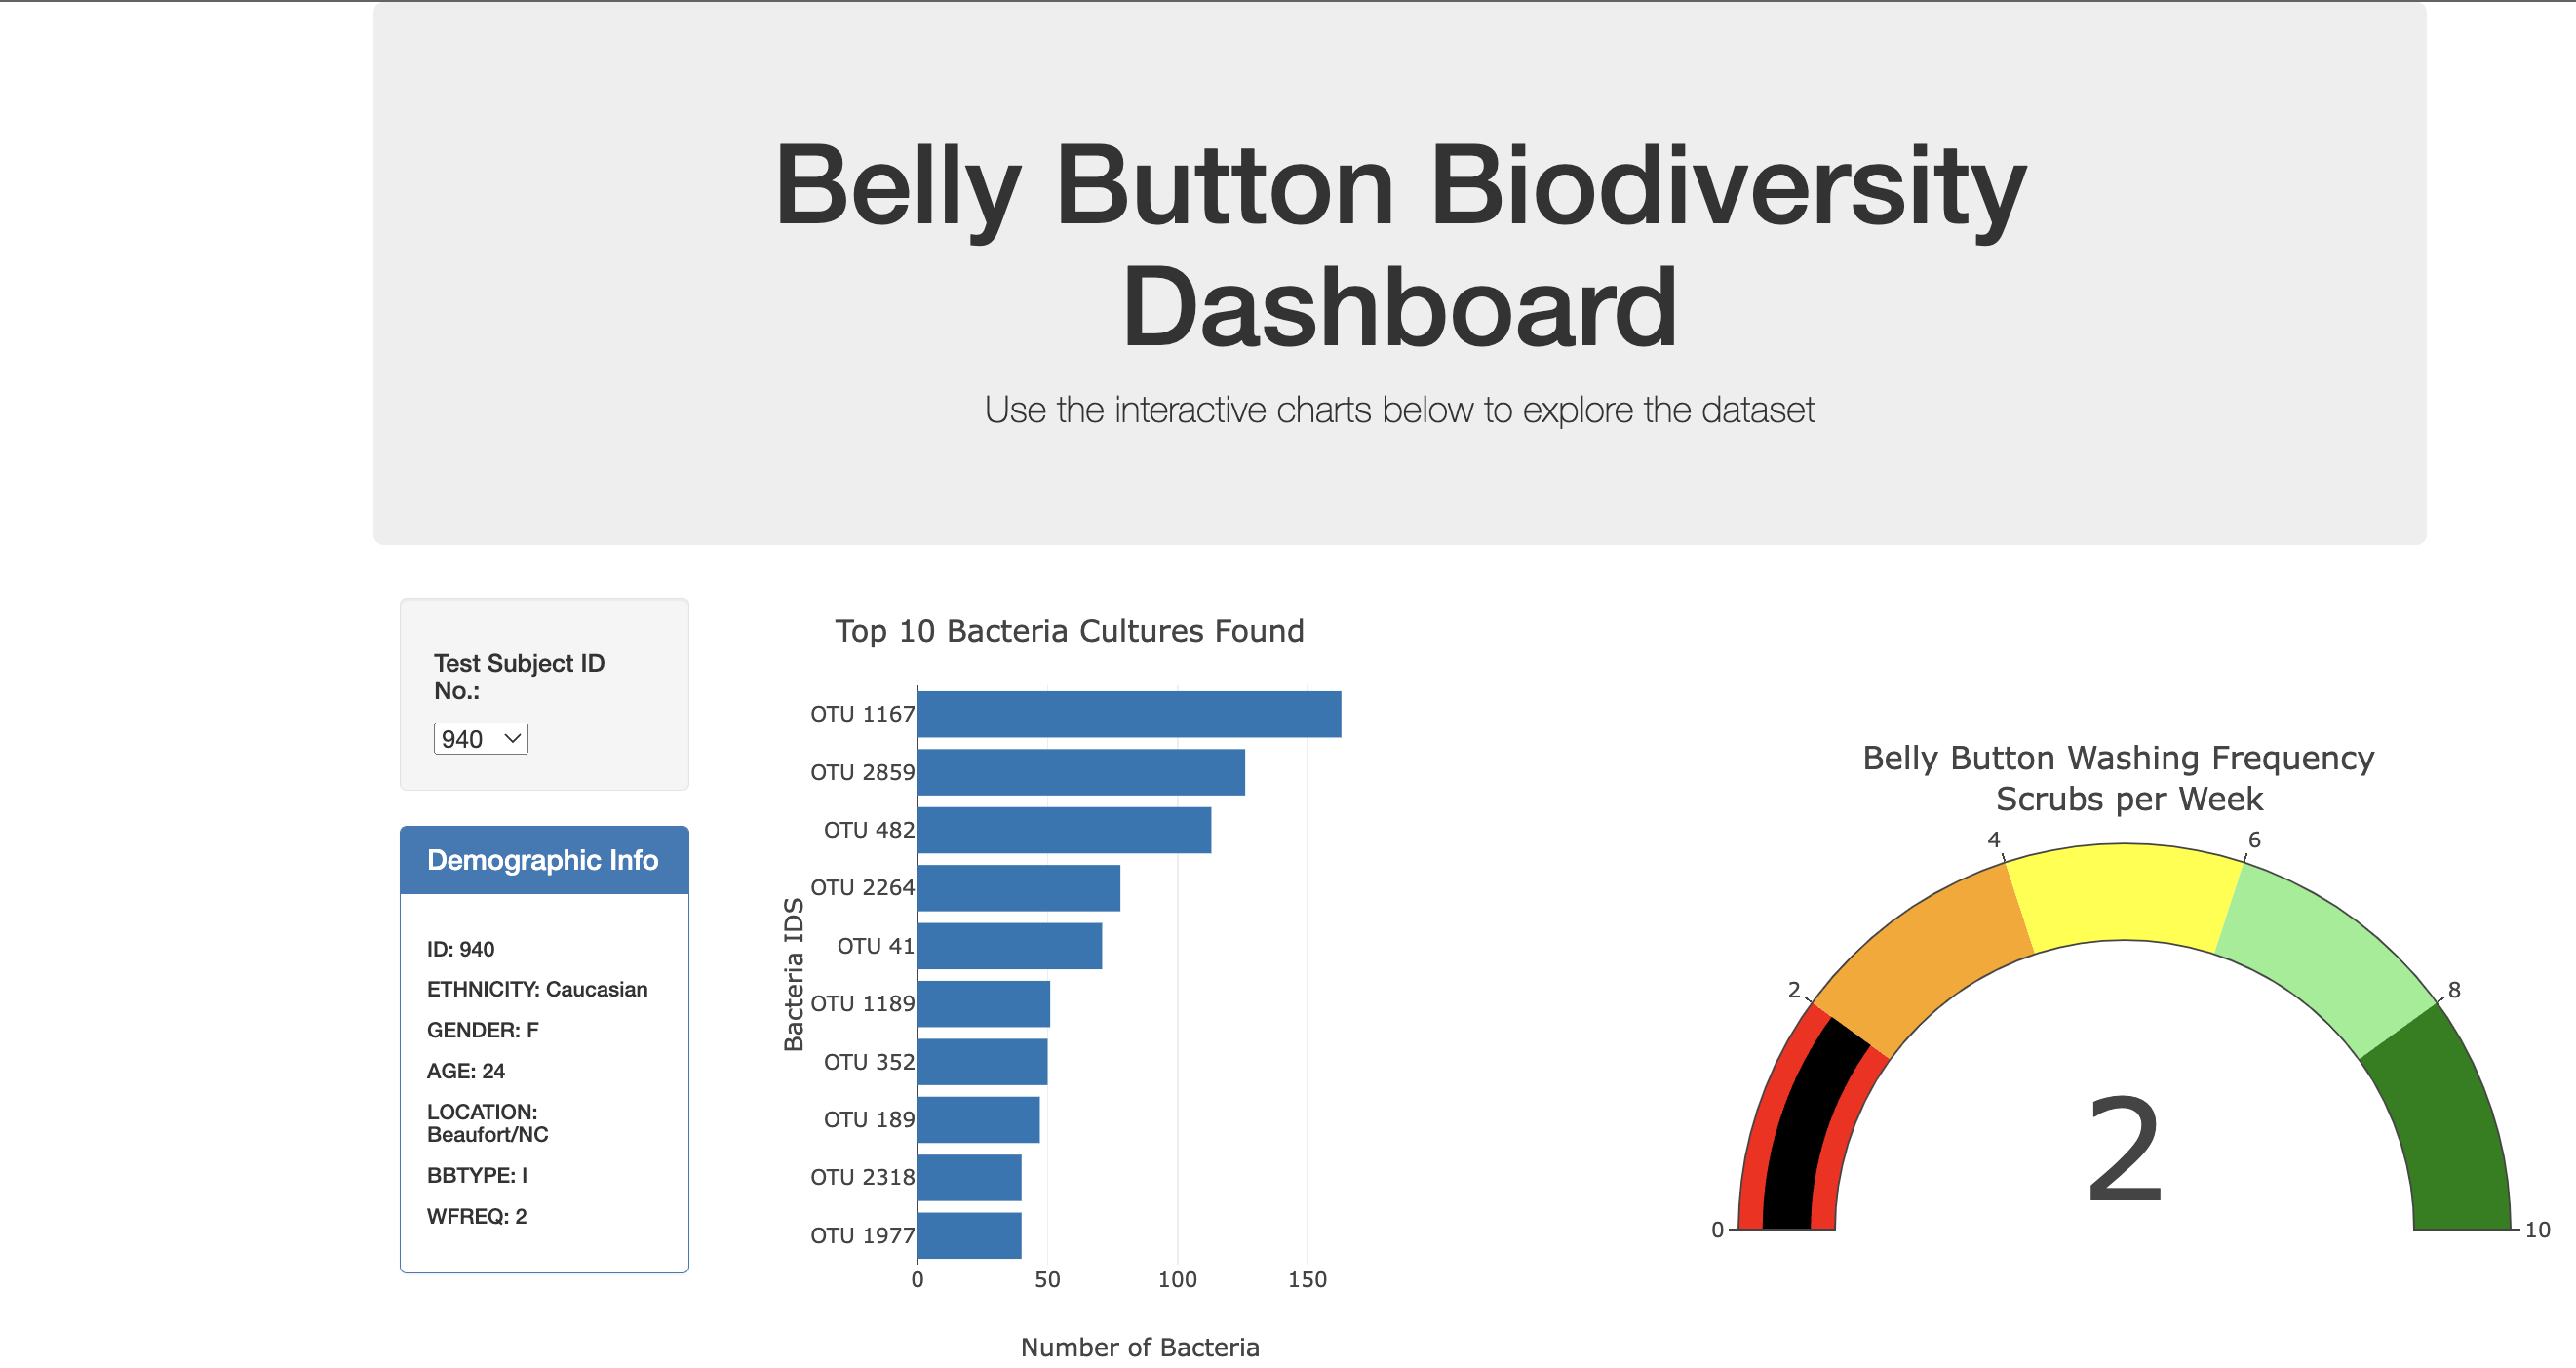 Belly Button Biodiversity
Dashboard
Use the interactive charts below to explore the dataset
Test Subject ID
No.:
940
Demographic Info
ID: 940
ETHNICITY: Caucasian
GENDER: F
AGE: 24
LOCATION:
Beaufort/NC
BBTYPE: I
WFREQ: 2
Top 10 Bacteria Cultures Found
Bacteria IDS
OTU 1167
OTU 2859
OTU 482
OTU 2264
OTU 41
OTU 1189
OTU 352
OTU 189
OTU 2318
OTU 1977
0 50 100 150
Number of Bacteria
Belly Button Washing Frequency
Scrubs per Week
0
2
4
6
8
10
2